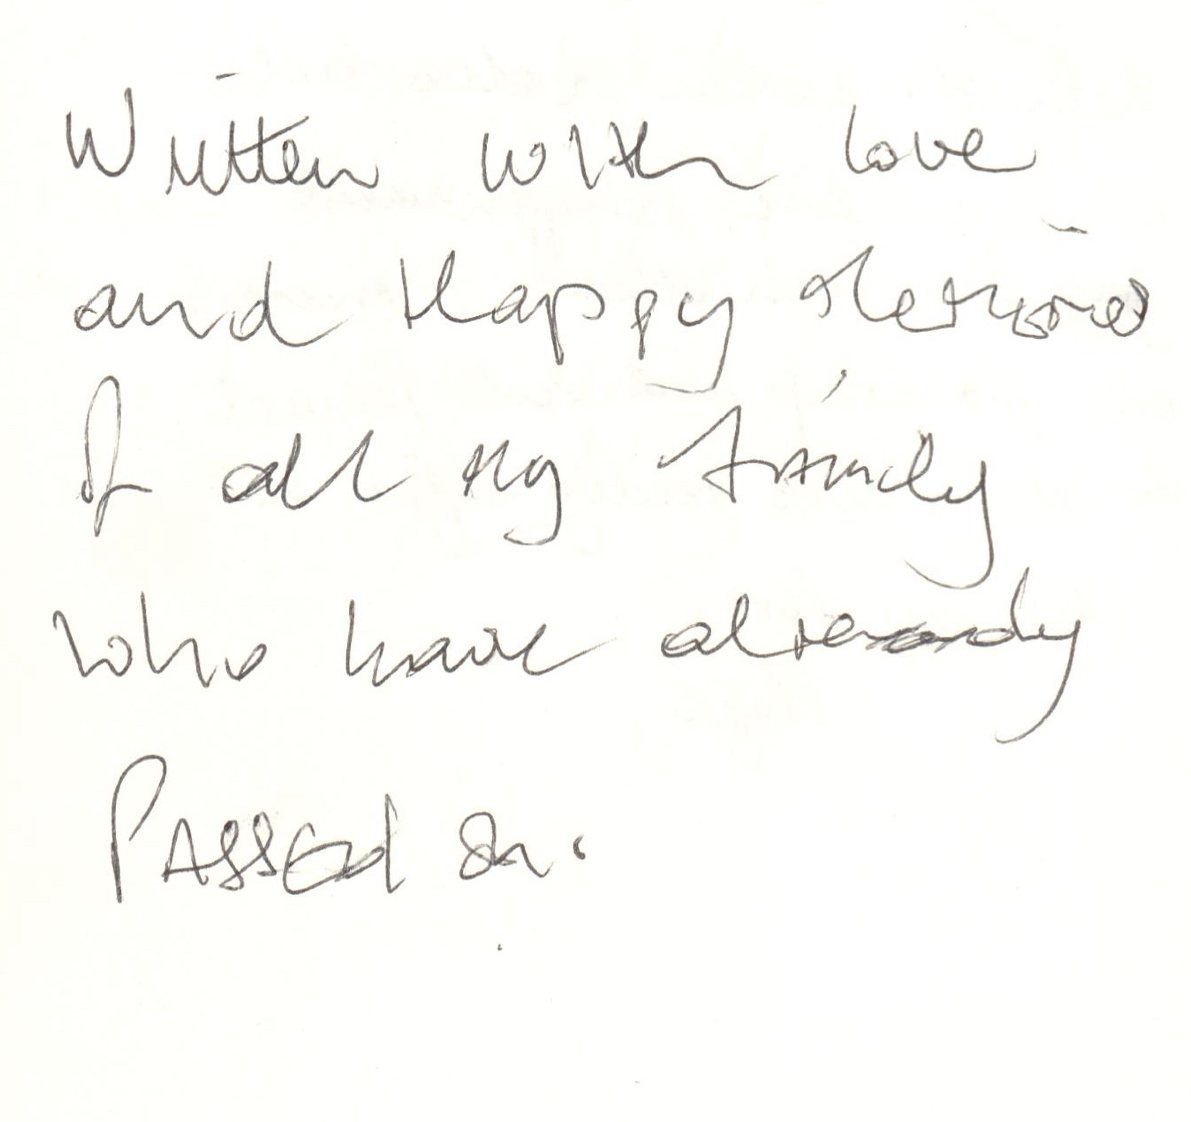 Written with love
and Happy Memories
of all my family
who have already
Passed on.